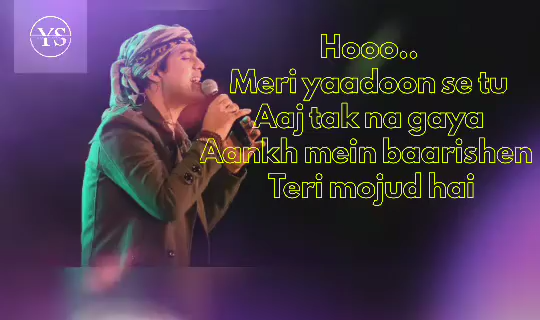 YS
Hooo..
Meri yaadoon se tu
Aaj tak na gaya
Aankh mein baarishen
Teri mojud hai